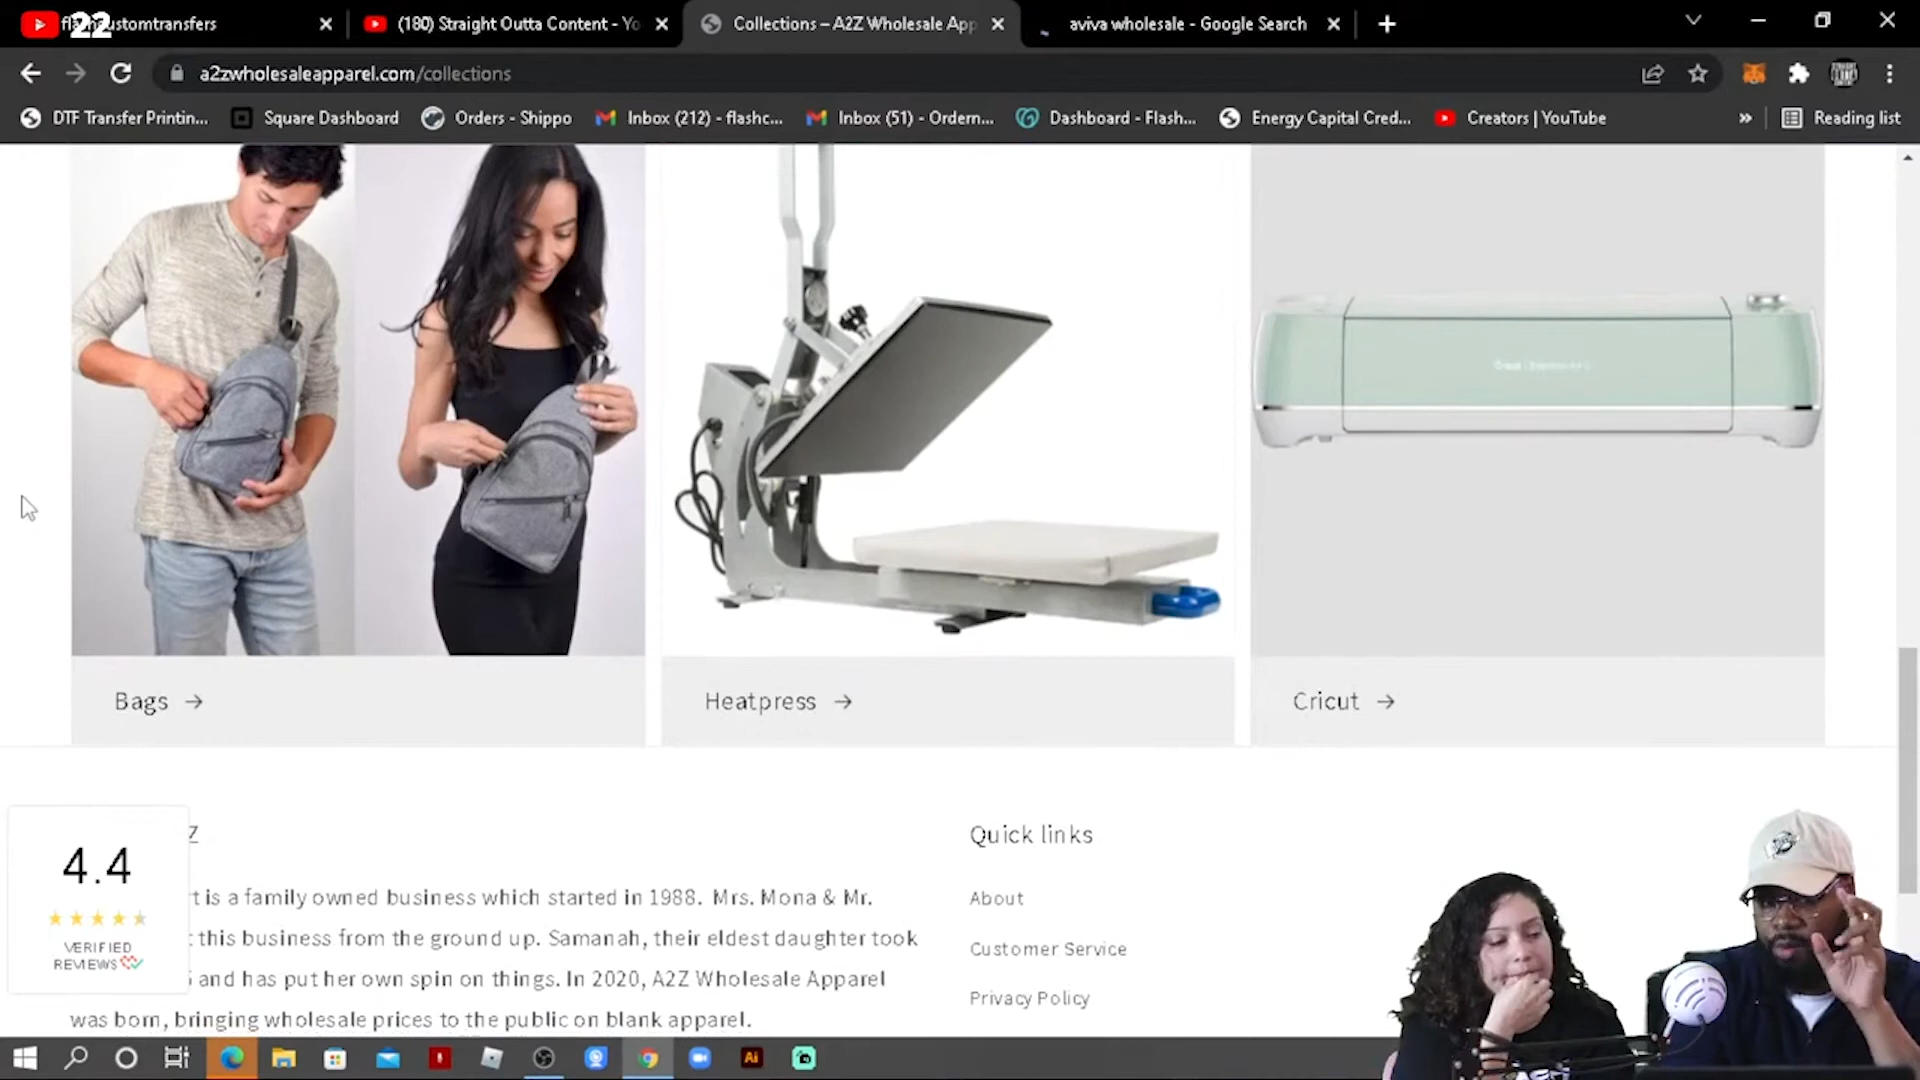 flashcustomtransfers
22
(180) Straight Outta Content - Yo
Collections – A2Z Wholesale App
aviva wholesale - Google Search
a2zwholesaleapparel.com/collections
DTF Transfer Printin...
Square Dashboard
Orders - Shippo
Inbox (212) - flashc...
Inbox (51) - Ordern...
Dashboard - Flash...
Energy Capital Cred...
Creators | YouTube
»
Reading list
Bags →
Heatpress →
Cricut →
Z
Quick links
4.4
VERIFIED
REVIEWS
t is a family owned business which started in 1988. Mrs. Mona & Mr.
About
t this business from the ground up. Samanah, their eldest daughter took
Customer Service
and has put her own spin on things. In 2020, A2Z Wholesale Apparel
Privacy Policy
was born, bringing wholesale prices to the public on blank apparel.
Ai